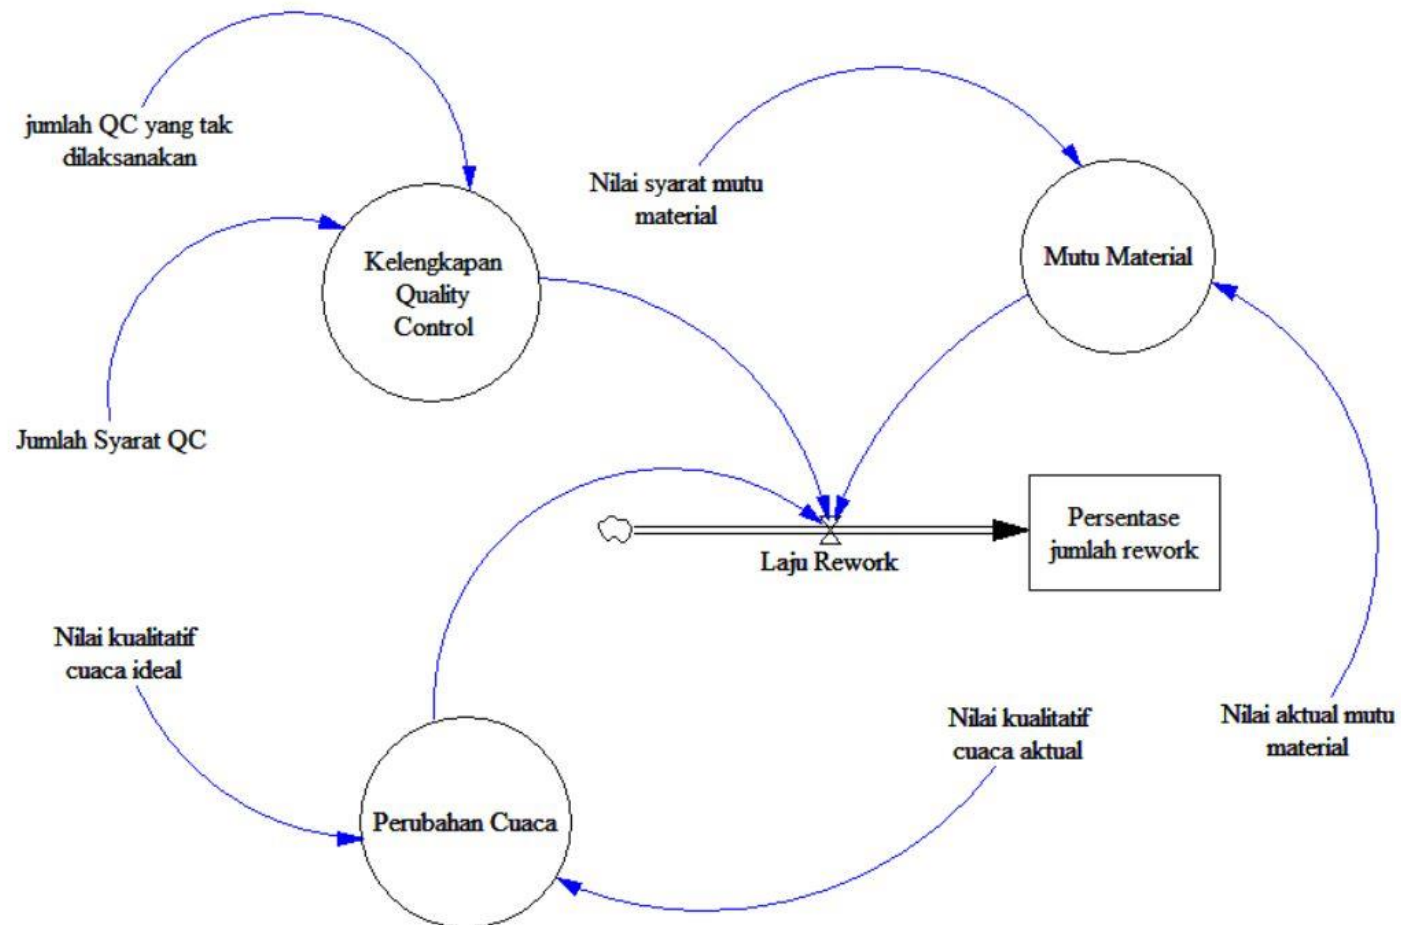 jumlah QC yang tak
dilaksanakan
Nilai syarat mutu
material
Kelengkapan
Quality
Control
Mutu Material
Jumlah Syarat QC
Persentase
jumlah rework
Laju Rework
Nilai kualitatif
cuaca ideal
Nilai kualitatif
cuaca aktual
Nilai aktual mutu
material
Perubahan Cuaca